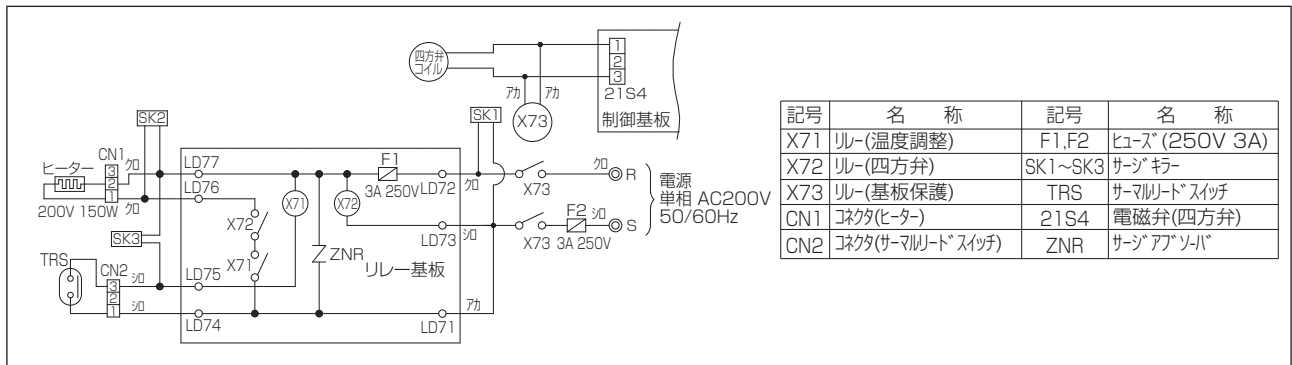 四方弁
コイル
1
2
3
21S4
制御基板
アカ
アカ
X73
SK1
SK2
CN1
ヒーター
3
2
1
クロ
クロ
200V 150W
LD77
LD76
F1
3A 250V
LD72
クロ
X73
クロ
R
電源
単相 AC200V
50/60Hz
X71
X72
X72
SK3
LD73
シロ
X73
F2
3A 250V
シロ
S
ZNR
リレー基板
X71
TRS
CN2
シロ
3
2
1
シロ
LD75
LD74
アカ
LD71
記号 名 称 記号 名 称
X71 リレー(温度調整) F1,F2 ヒューズ(250V 3A)
X72 リレー(四方弁) SK1~SK3 サージキラー
X73 リレー(基板保護) TRS サーマルリードスイッチ
CN1 コネクタ(ヒーター) 21S4 電磁弁(四方弁)
CN2 コネクタ(サーマルリードスイッチ) ZNR サージアブソーバ